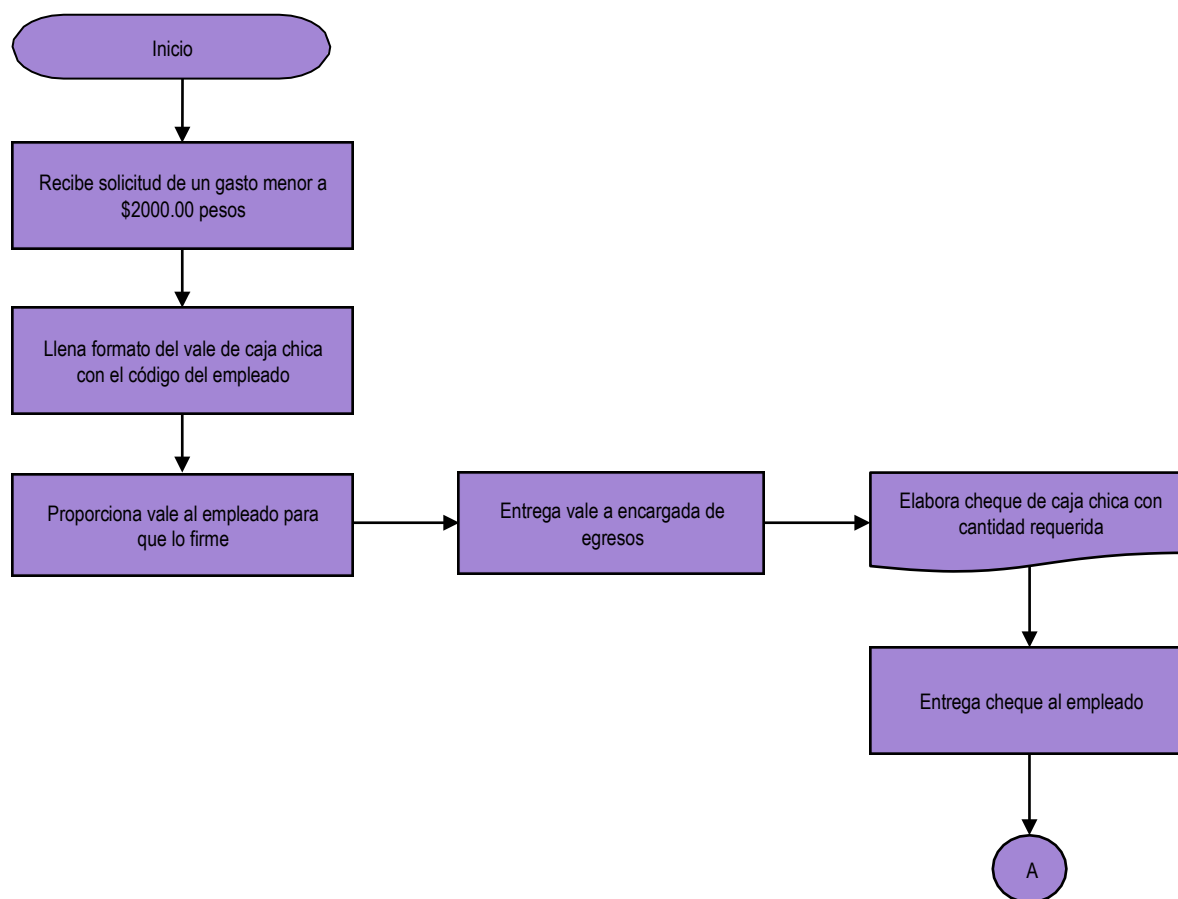 Inicio
Recibe solicitud de un gasto menor a
$2000.00 pesos
Llena formato del vale de caja chica
con el código del empleado
Proporciona vale al empleado para
que lo firme
Entrega vale a encargada de
egresos
Elabora cheque de caja chica con
cantidad requerida
Entrega cheque al empleado
A